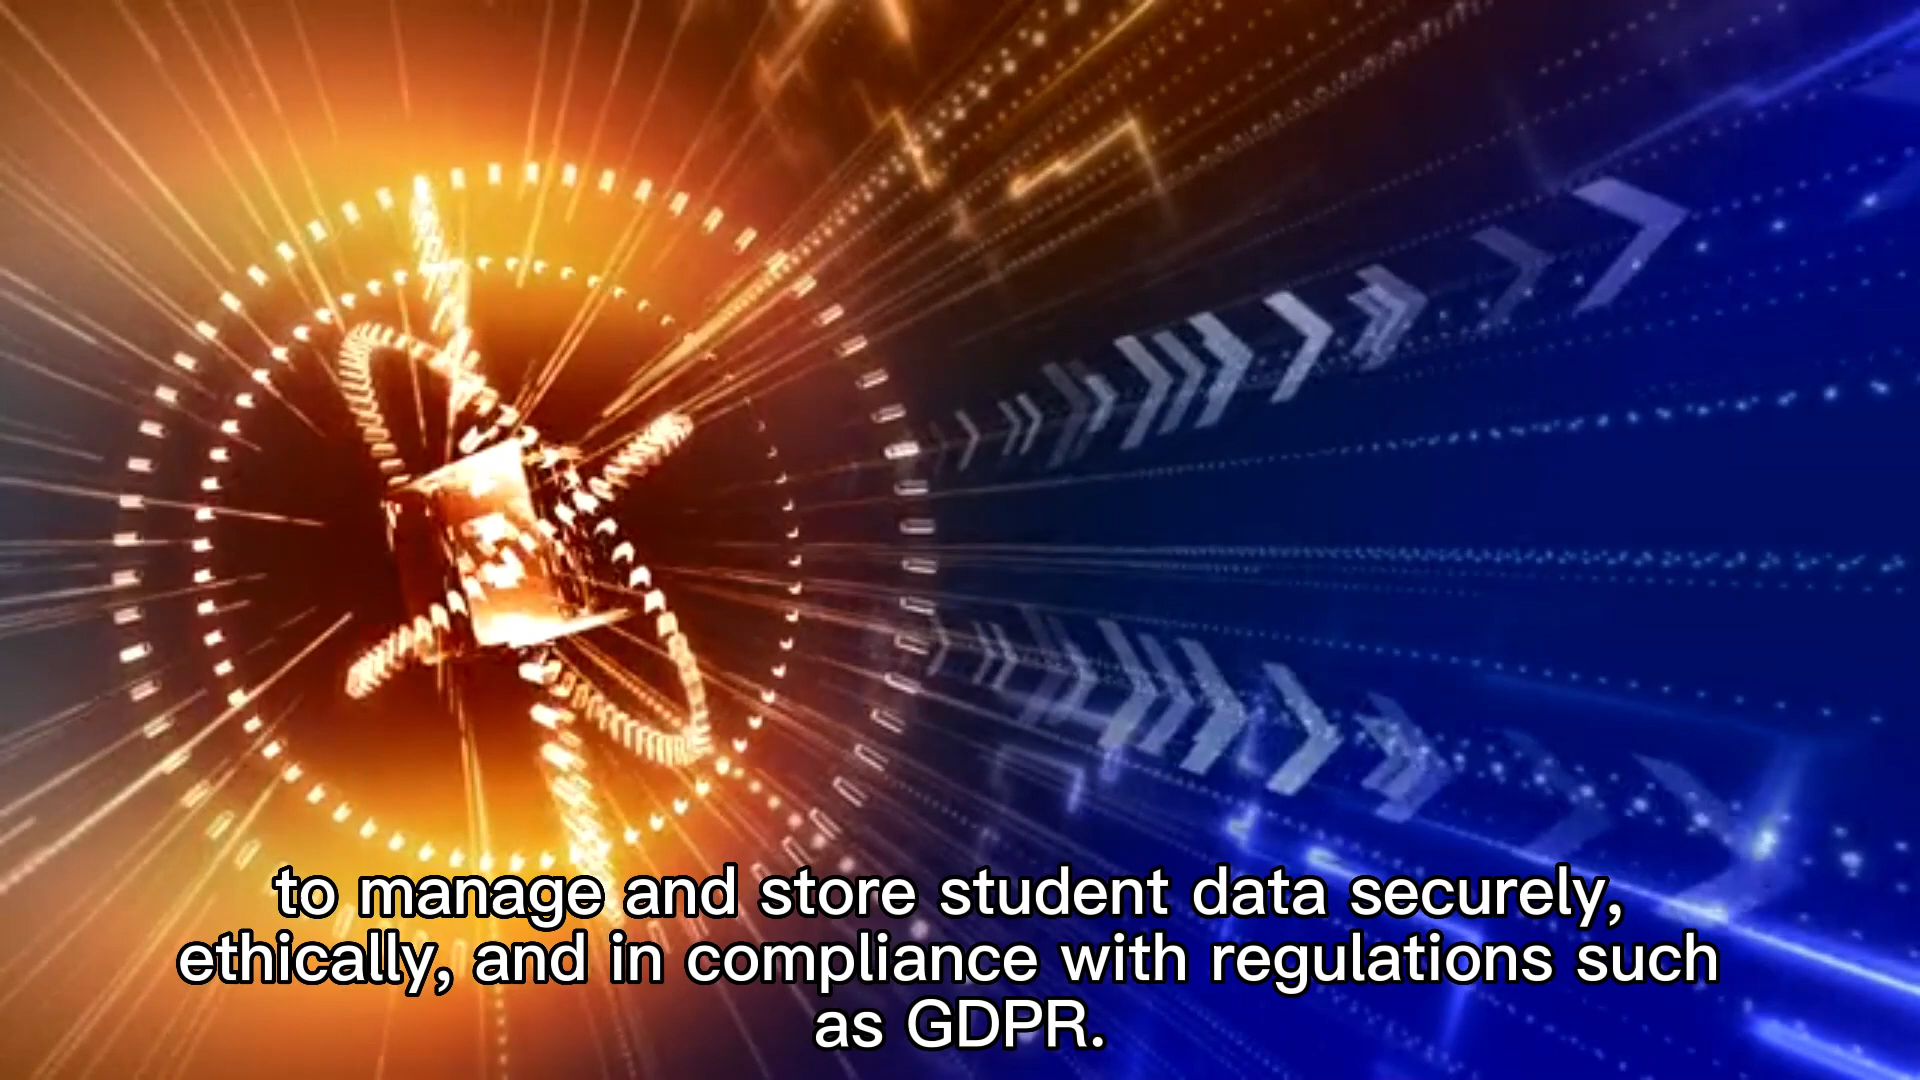 to manage and store student data securely,
ethically, and in compliance with regulations such
as GDPR.